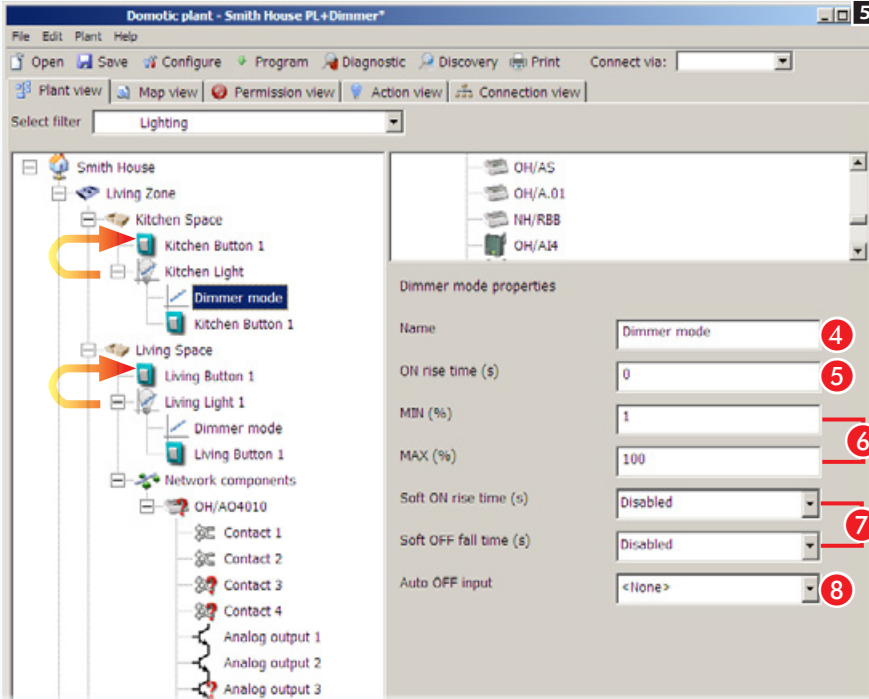 Domotic plant - Smith House PL+Dimmer*
5
File Edit Plant Help
Open Save Configure Program Diagnostic Discovery Print Connect via:
Plant view Map view Permission view Action view Connection view
Select filter Lighting
Smith House
Living Zone
Kitchen Space
Kitchen Button 1
Kitchen Light
Dimmer mode
Kitchen Button 1
Living Space
Living Button 1
Living Light 1
Dimmer mode
Living Button 1
Network components
OH/AO4010
Contact 1
Contact 2
Contact 3
Contact 4
Analog output 1
Analog output 2
Analog output 3
OH/AS
OH/A.01
NH/RBB
OH/AI4
Dimmer mode properties
Name Dimmer mode 4
ON rise time (s) 0 5
MIN (%) 1
6
MAX (%) 100
Soft ON rise time (s) Disabled
7
Soft OFF fall time (s) Disabled
Auto OFF input <None> 8